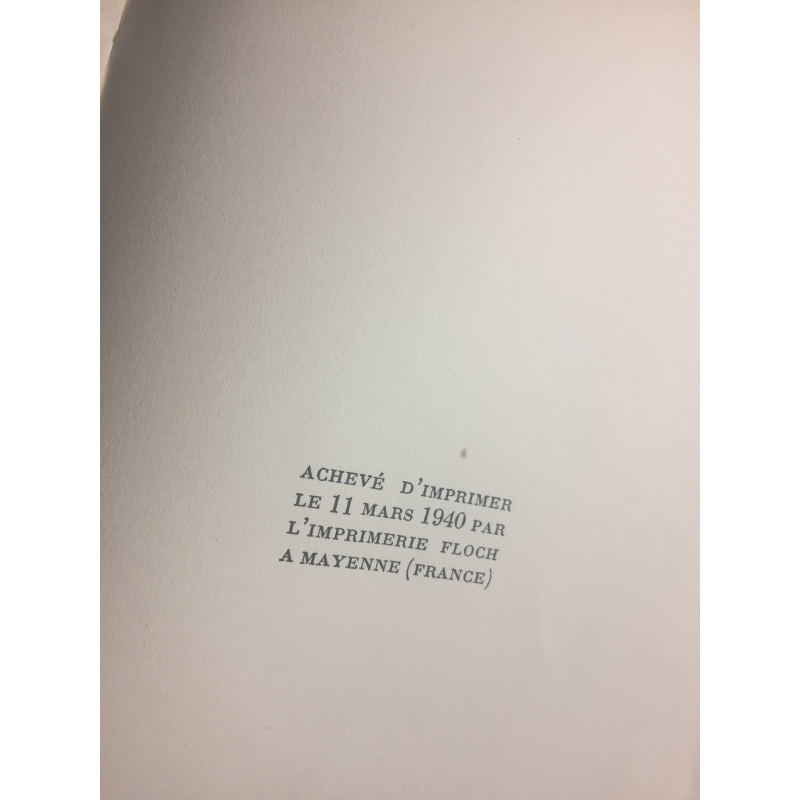 ACHEVÉ D'IMPRIMER
LE 11 MARS 1940 PAR
L'IMPRIMERIE FLOCH
A MAYENNE (FRANCE)